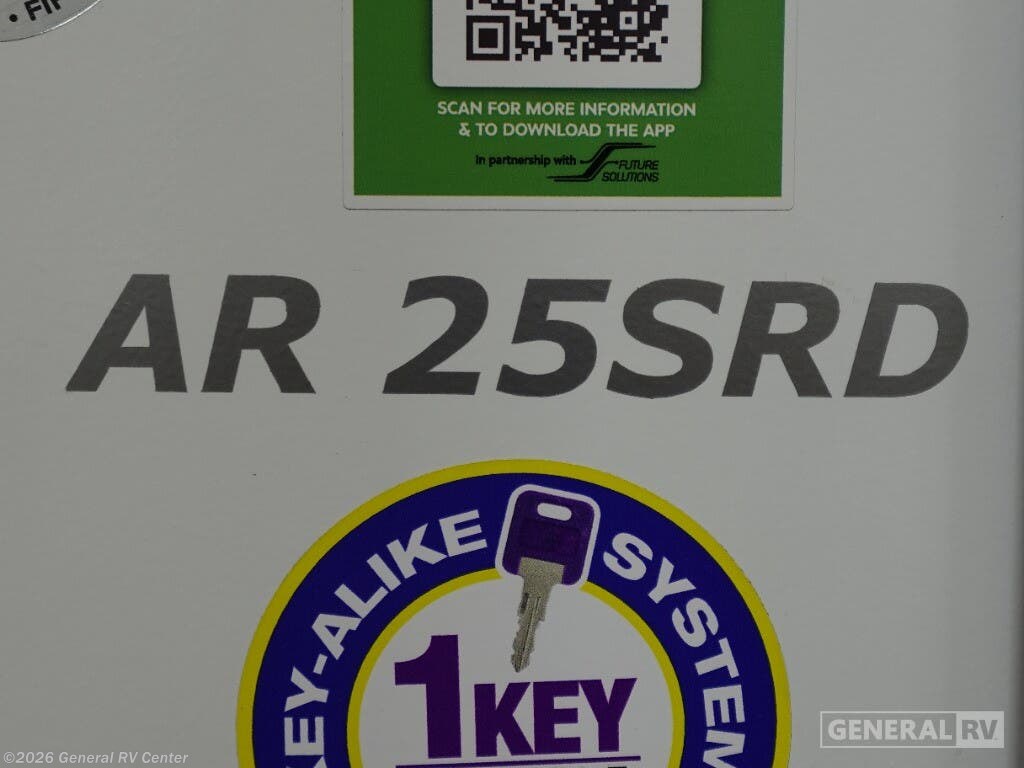 • FIF
SCAN FOR MORE INFORMATION
& TO DOWNLOAD THE APP
In partnership with FUTURE
SOLUTIONS
AR 25SRD
KEY-ALIKE SYSTEM
1KEY
GENERAL RV
©2026 General RV Center